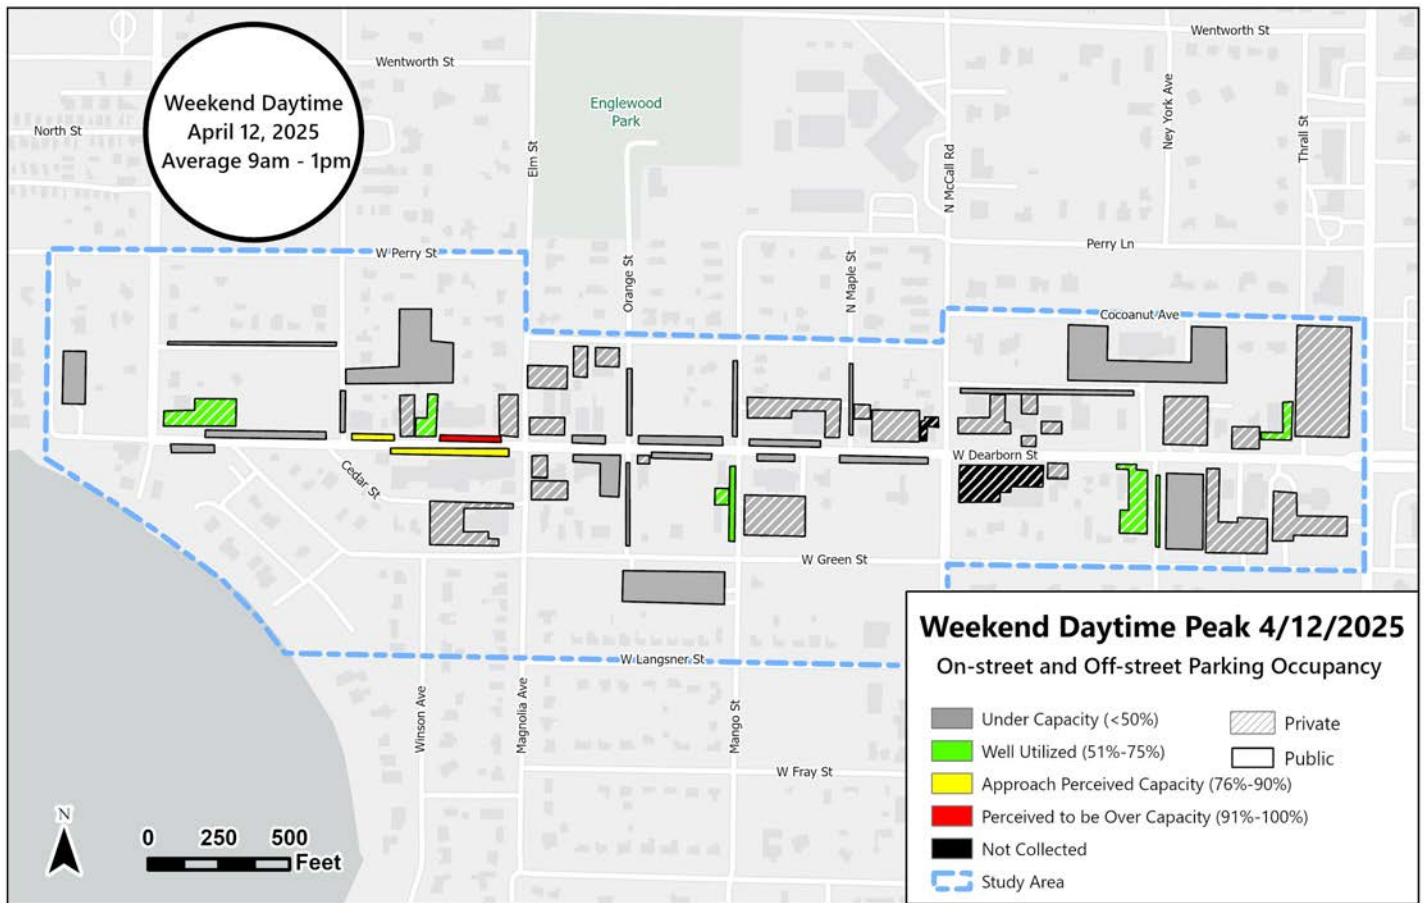 Wentworth St
Wentworth St
Weekend Daytime
April 12, 2025
Average 9am - 1pm
Englewood
Park
North St
Elm St
N McCall Rd
Ney York Ave
Thrall St
W Perry St
Perry Ln
Orange St
N Maple St
Cocoanut Ave
W Dearborn St
Cedar St
W Green St
W Langsner St
Winson Ave
Magnolia Ave
Mango St
W Fray St
N
0 250 500
Feet
Weekend Daytime Peak 4/12/2025
On-street and Off-street Parking Occupancy
Under Capacity (<50%)
Private
Well Utilized (51%-75%)
Public
Approach Perceived Capacity (76%-90%)
Perceived to be Over Capacity (91%-100%)
Not Collected
Study Area